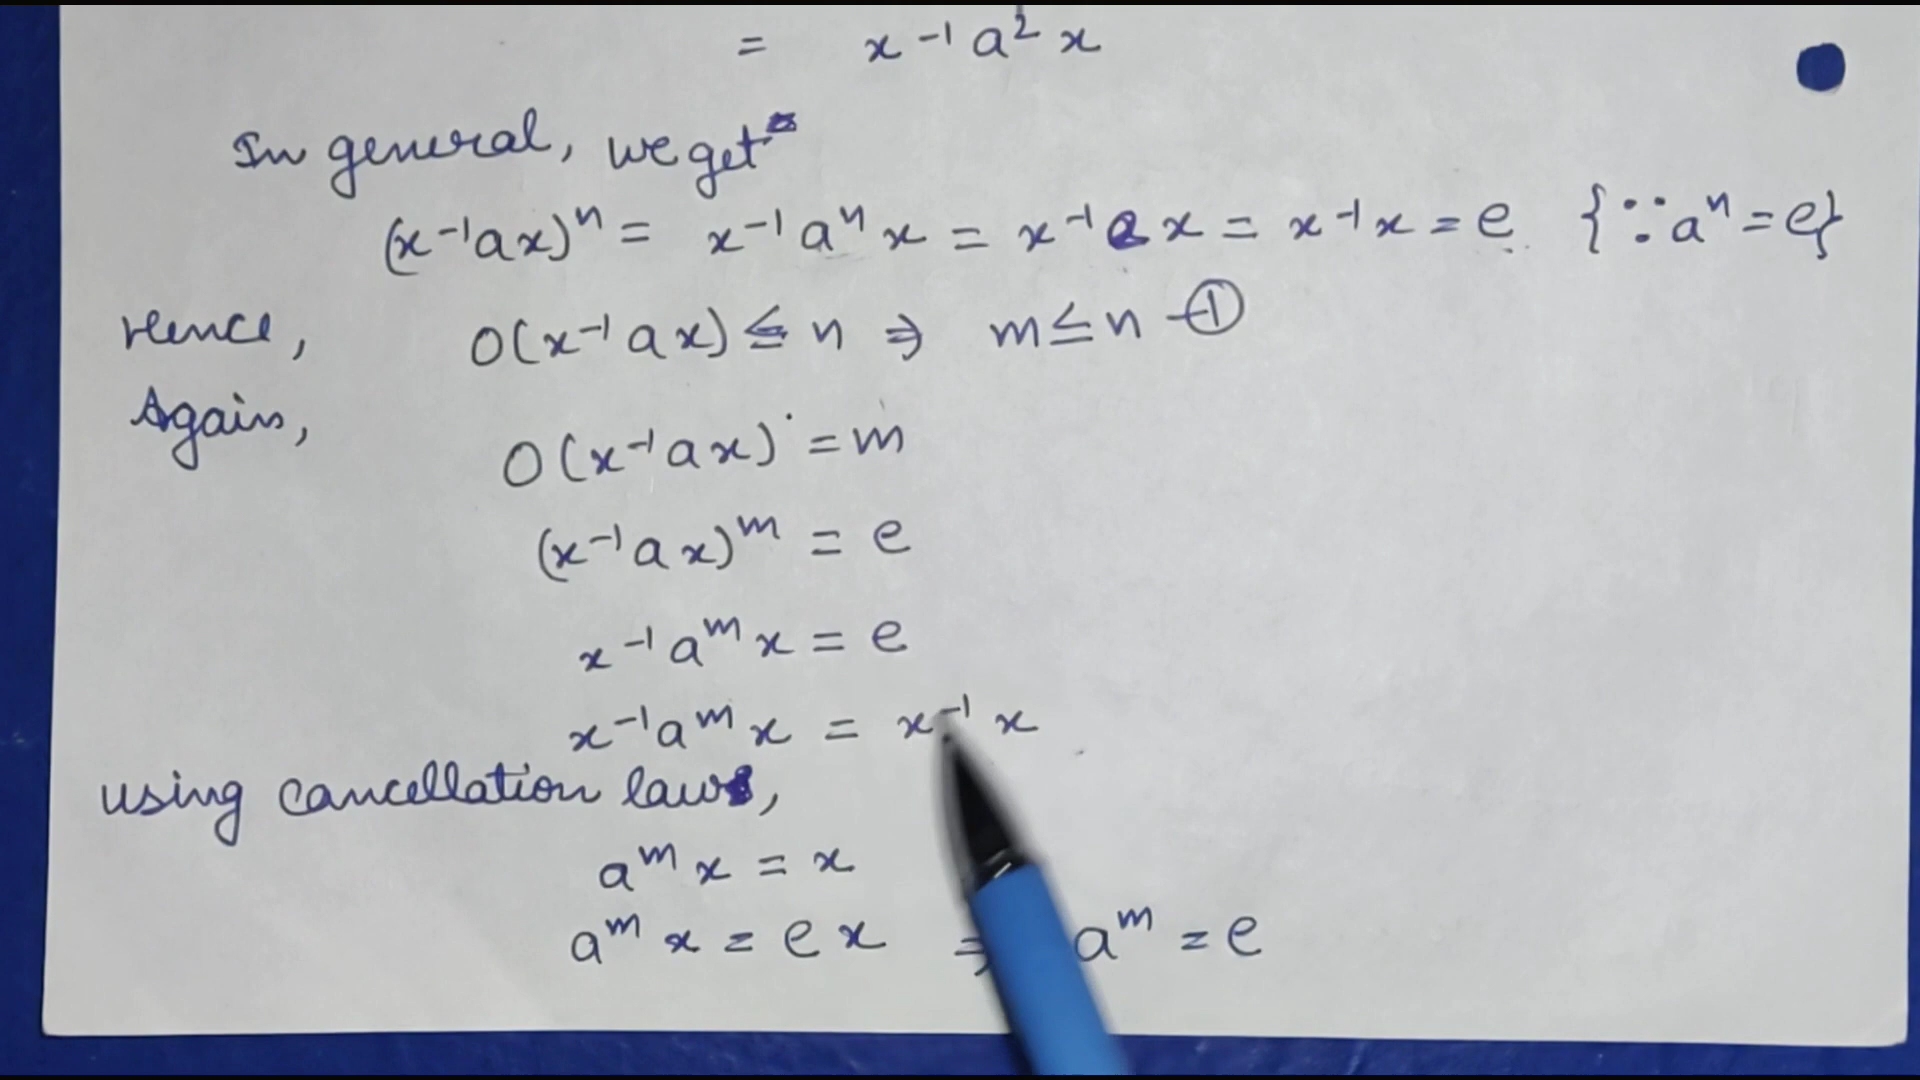 = x⁻¹a²x
In general, we get
(x⁻¹ax)ⁿ = x⁻¹aⁿx = x⁻¹ex = x⁻¹x = e {∵aⁿ=e}
Hence, O(x⁻¹ax) ≤ n ⇒ m≤n -①
Again,
O(x⁻¹ax) = m
(x⁻¹ax)ᵐ = e
x⁻¹aᵐx = e
x⁻¹aᵐx = x⁻¹x
using cancellation laws,
aᵐx = x
aᵐx = ex ⇒ aᵐ = e